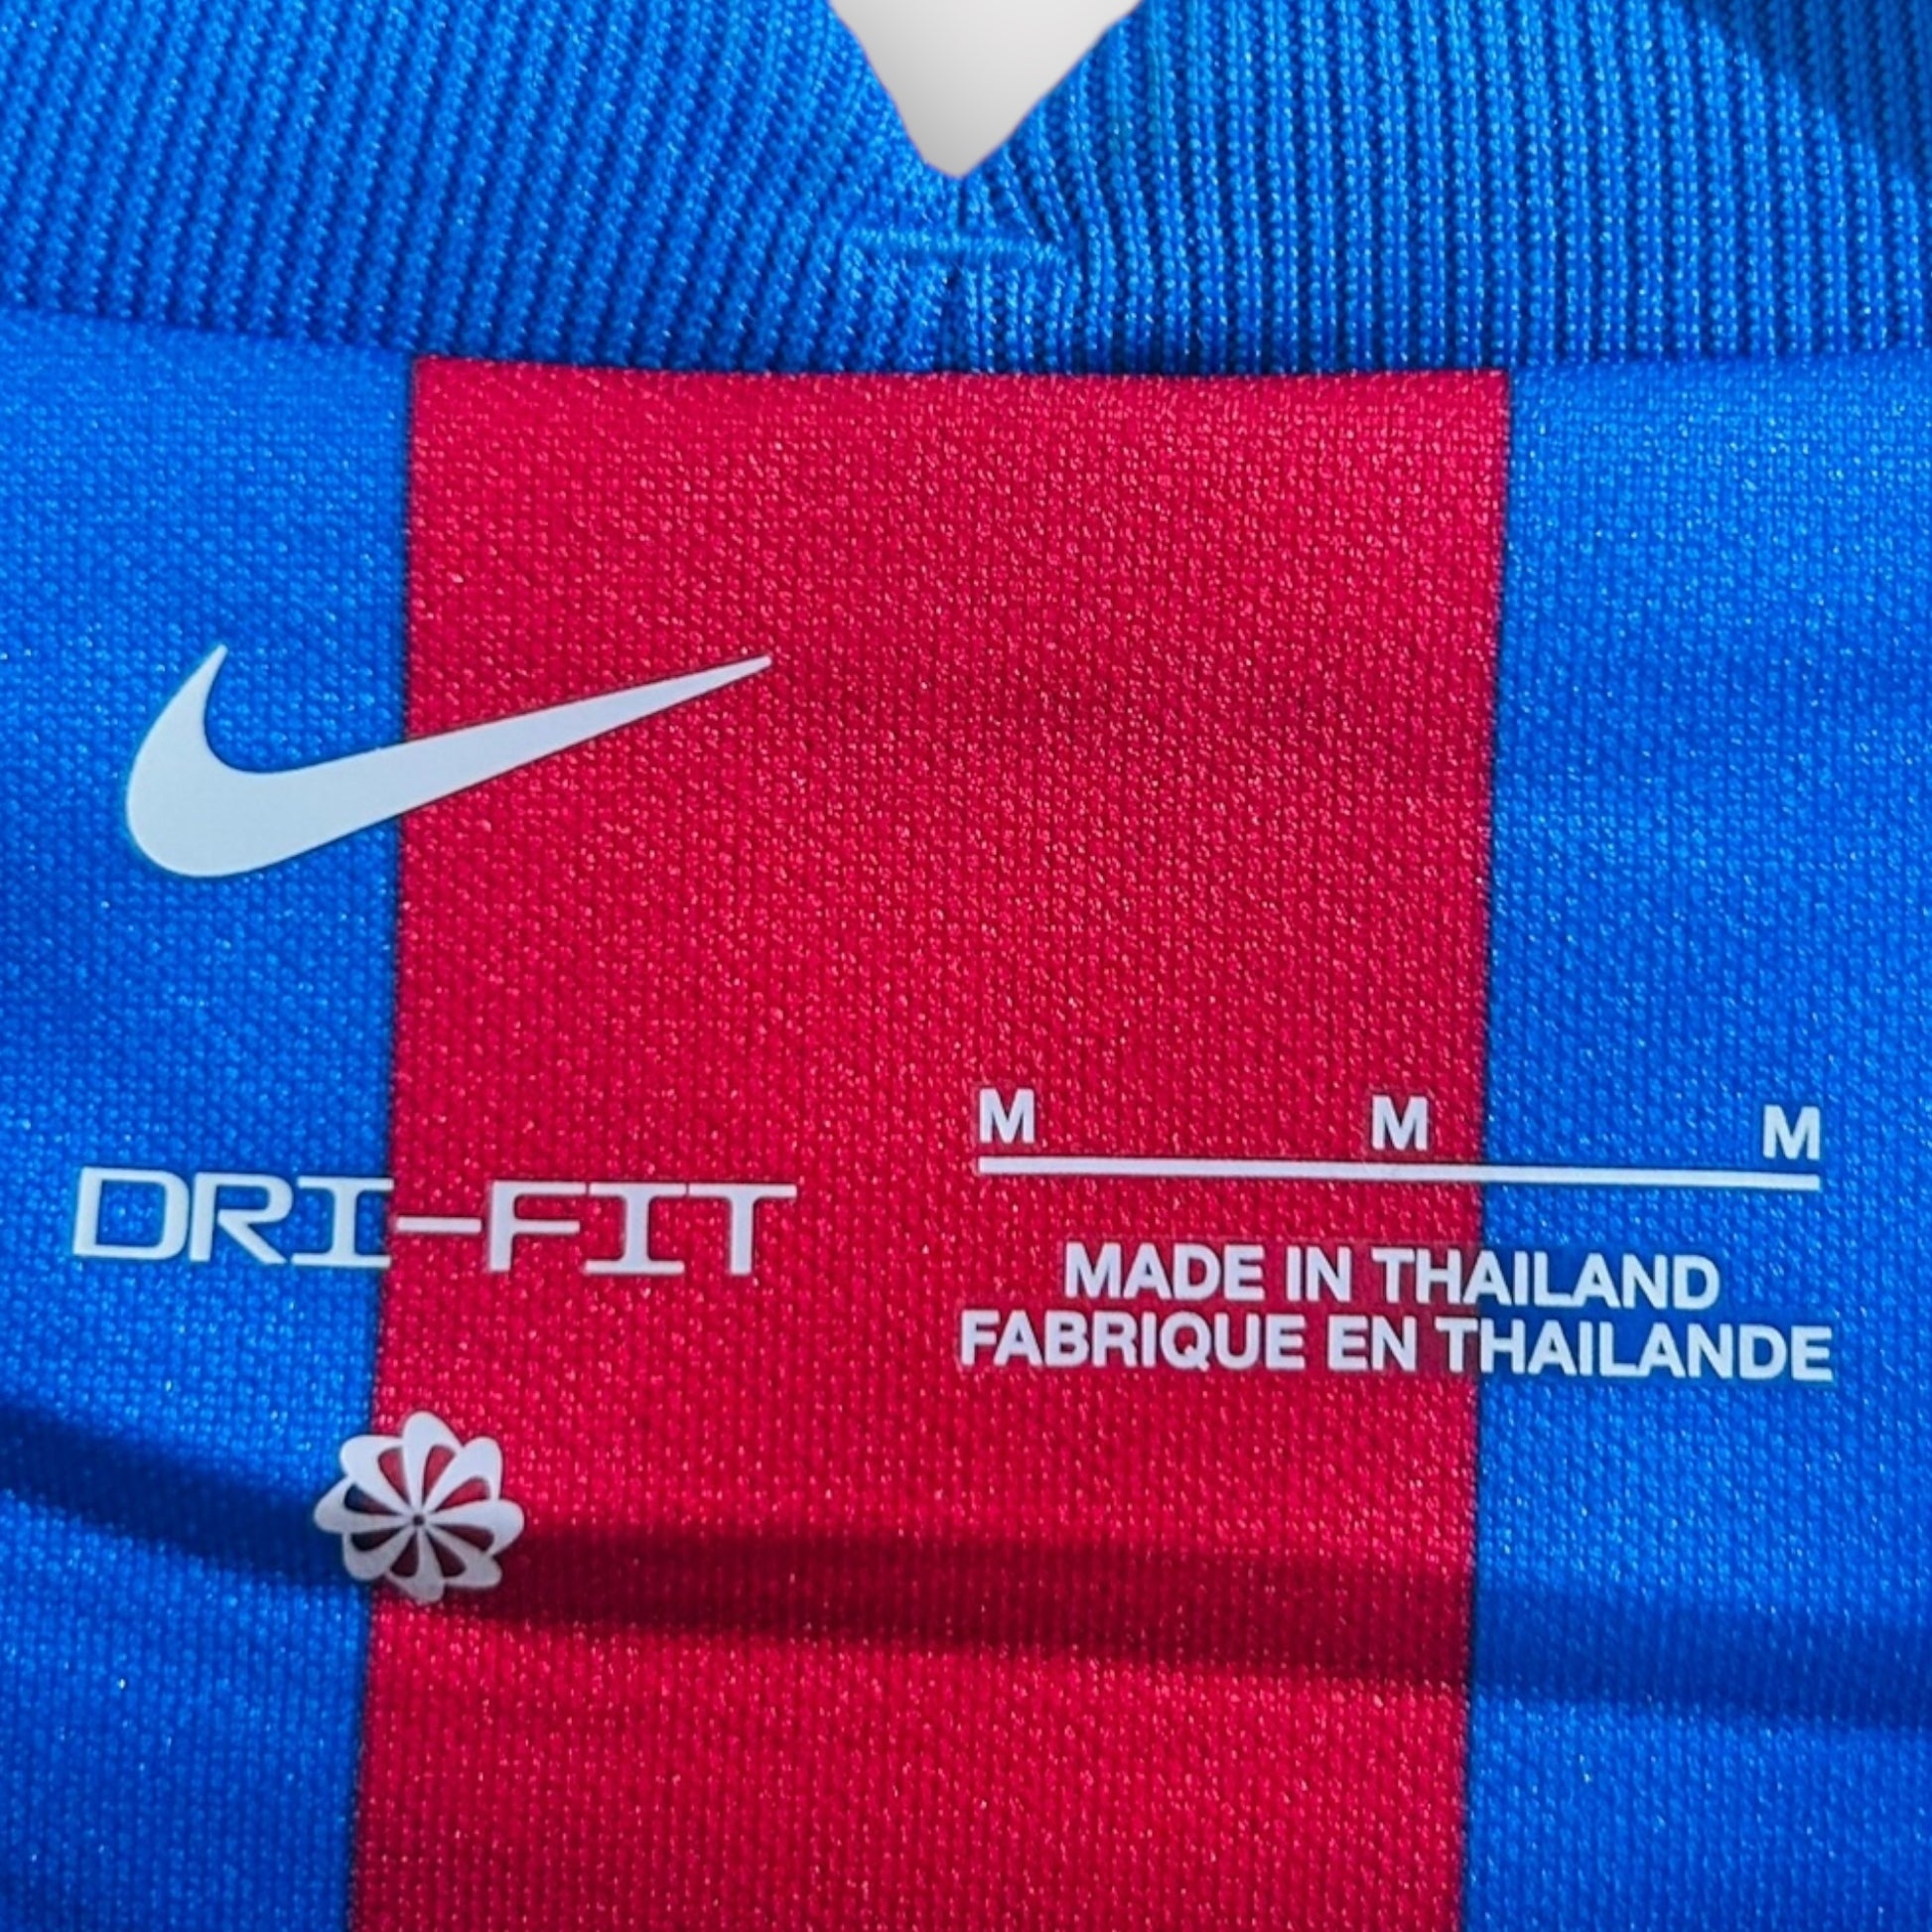 DRI-FIT
M M M
MADE IN THAILAND
FABRIQUE EN THAILANDE